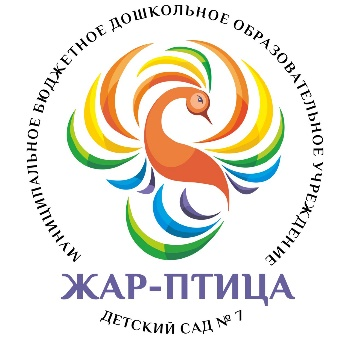 МУНИЦИПАЛЬНОЕ БЮДЖЕТНОЕ ДОШКОЛЬНОЕ ОБРАЗОВАТЕЛЬНОЕ УЧРЕЖДЕНИЕ
ЖАР-ПТИЦА
ДЕТСКИЙ САД № 7